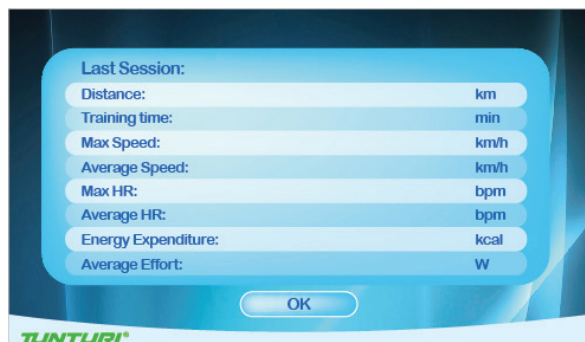 Last Session:
Distance: km
Training time: min
Max Speed: km/h
Average Speed: km/h
Max HR: bpm
Average HR: bpm
Energy Expenditure: kcal
Average Effort: W
OK
TUNTURI®